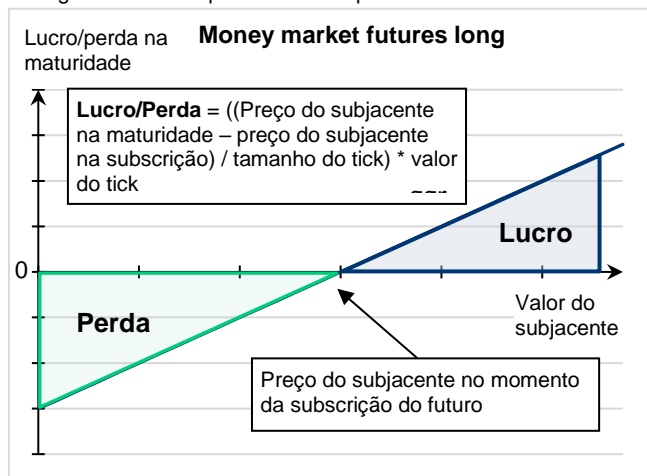 Lucro/perda na
maturidade
Money market futures long
Lucro/Perda = ((Preço do subjacente
na maturidade – preço do subjacente
na subscrição) / tamanho do tick) * valor
do tick
Lucro
0
Perda
Valor do
subjacente
Preço do subjacente no momento
da subscrição do futuro